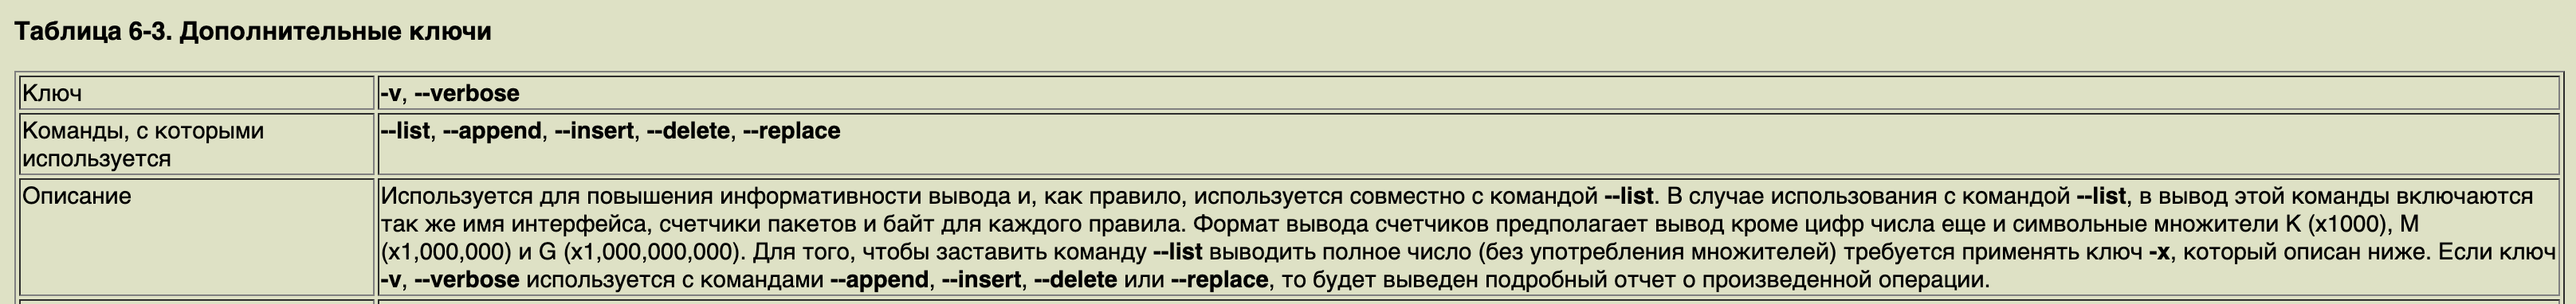 Таблица 6-3. Дополнительные ключи
Ключ
-v, --verbose
Команды, с которыми
используется
--list, --append, --insert, --delete, --replace
Описание
Используется для повышения информативности вывода и, как правило, используется совместно с командой --list. В случае использования с командой --list, в вывод этой команды включаются
так же имя интерфейса, счетчики пакетов и байт для каждого правила. Формат вывода счетчиков предполагает вывод кроме цифр числа еще и символьные множители K (x1000), M
(x1,000,000) и G (x1,000,000,000). Для того, чтобы заставить команду --list выводить полное число (без употребления множителей) требуется применять ключ -x, который описан ниже. Если ключ
-v, --verbose используется с командами --append, --insert, --delete или --replace, то будет выведен подробный отчет о произведенной операции.